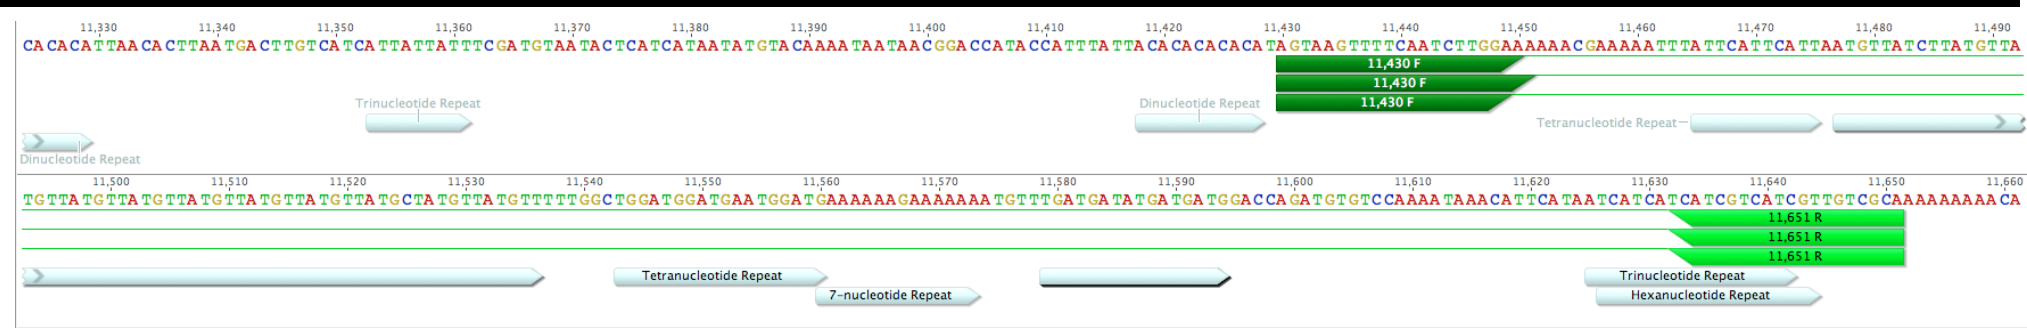 11,330 11,340 11,350 11,360 11,370 11,380 11,390 11,400 11,410 11,420 11,430 11,440 11,450 11,460 11,470 11,480 11,490
CACACATTAACACTTAATGACTTGTCATCATTATTATTTCGATGTAATACTCATCATAATATGTACAAAATAATAACGGACCATACCATTTATTACACACACACATAGTAAGTTTTCAATCTTGGAAAAAACGAAAAATTTATTCATTCATTAATGTTATCTTATGTTA
11,430 F
11,430 F
11,430 F
Trinucleotide Repeat Dinucleotide Repeat
Tetranucleotide Repeat
Dinucleotide Repeat
11,500 11,510 11,520 11,530 11,540 11,550 11,560 11,570 11,580 11,590 11,600 11,610 11,620 11,630 11,640 11,650 11,660
TGTTATGTTATGTTATGTTATGTTATGTTATGCTATGTTATGTTTTTGGCTGGATGGATGAATGGATGAAAAAAGAAAAAAATGTTTGATGATATGATGATGGACCAGATGTGTCCAAAATAAACATTCATAATCATCATCATCGTCATCGTTGTCGCAAAAAAAAACA
11,651 R
11,651 R
11,651 R
Tetranucleotide Repeat Trinucleotide Repeat
7-nucleotide Repeat Hexanucleotide Repeat